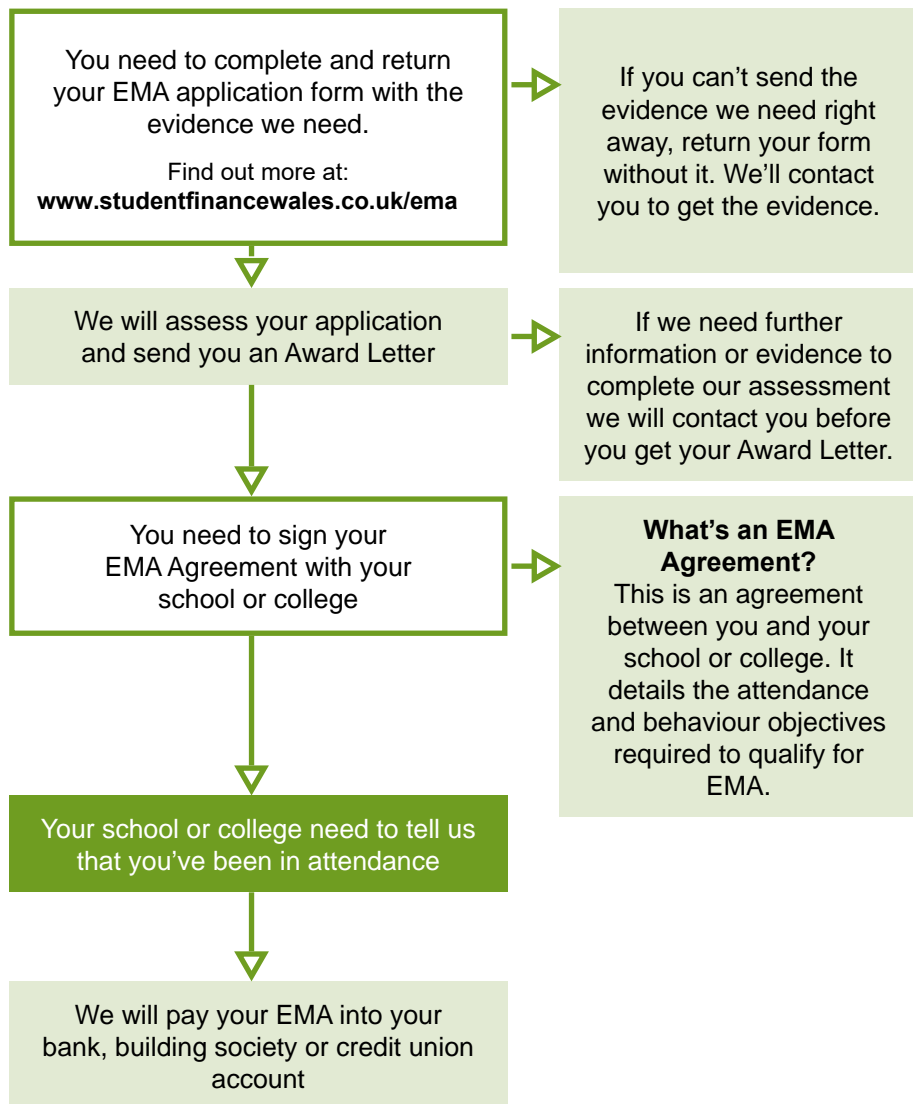 You need to complete and return
your EMA application form with the
evidence we need.
Find out more at:
www.studentfinancewales.co.uk/ema
If you can’t send the
evidence we need right
away, return your form
without it. We’ll contact
you to get the evidence.
We will assess your application
and send you an Award Letter
If we need further
information or evidence to
complete our assessment
we will contact you before
you get your Award Letter.
You need to sign your
EMA Agreement with your
school or college
What’s an EMA
Agreement?
This is an agreement
between you and your
school or college. It
details the attendance
and behaviour objectives
required to qualify for
EMA.
Your school or college need to tell us
that you’ve been in attendance
We will pay your EMA into your
bank, building society or credit union
account